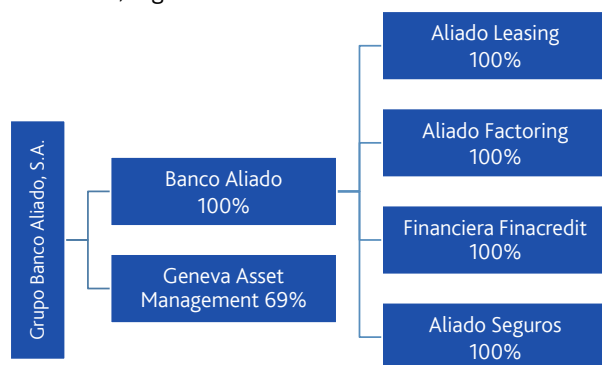 Grupo Banco Aliado, S.A.
Banco Aliado
100%
Geneva Asset
Management 69%
Aliado Leasing
100%
Aliado Factoring
100%
Financiera Finacredit
100%
Aliado Seguros
100%